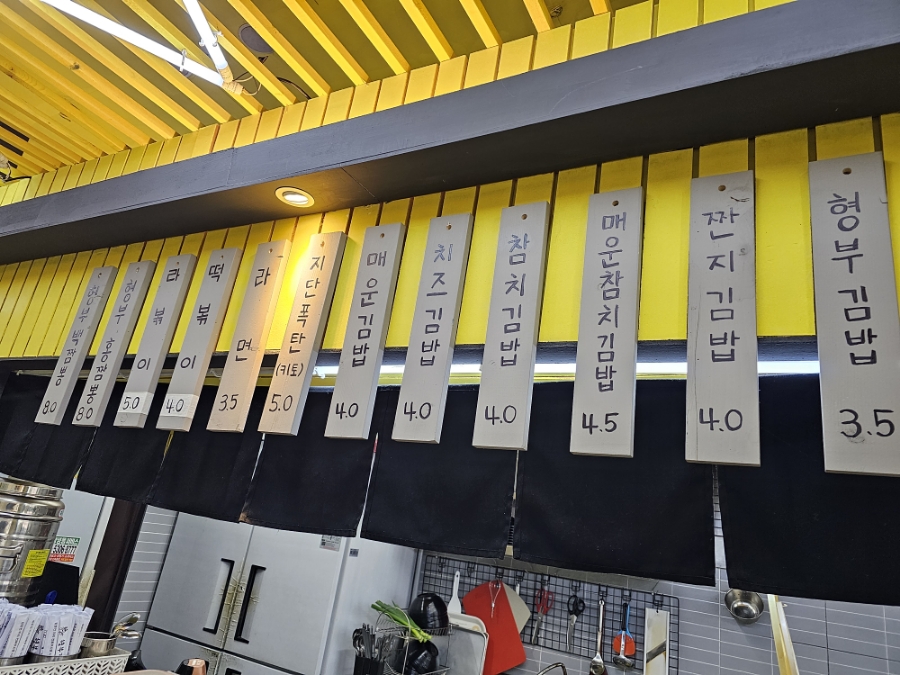 형부백짬뽕
8.0
형부홍짬뽕
8.0
라볶이
5.0
떡볶이
4.0
라면
3.5
지단폭탄
(키토)
5.0
매운김밥
4.0
치즈김밥
4.0
참치김밥
4.0
매운참치김밥
4.5
짠지김밥
4.0
형부김밥
3.5